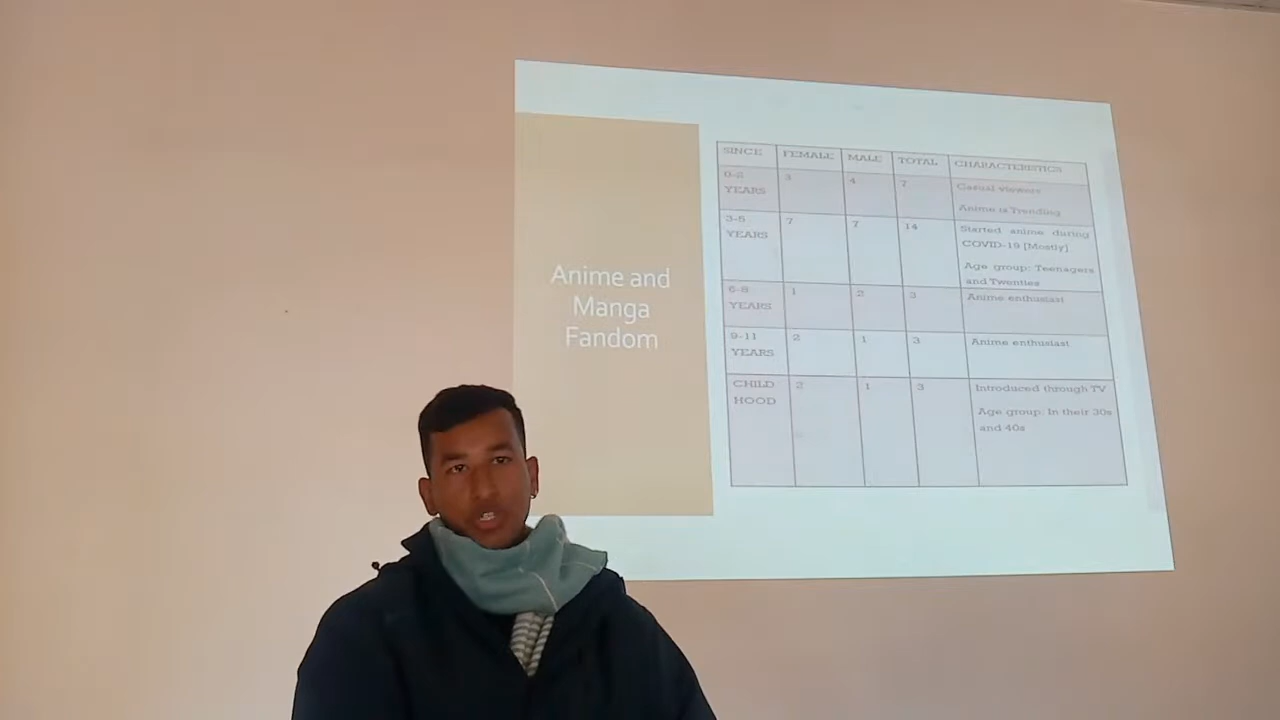 Anime and
Manga
Fandom
SINCE FEMALE MALE TOTAL CHARACTERISTICS
0-2 YEARS 3 4 7 Casual viewers
Anime is Trending
3-5 YEARS 7 7 14 Started anime during
COVID-19 [Mostly]
Age group: Teenagers
and Twenties
6-8 YEARS 1 2 3 Anime enthusiast
9-11 YEARS 2 1 3 Anime enthusiast
CHILD HOOD 2 1 3 Introduced through TV
Age group: In their 30s
and 40s